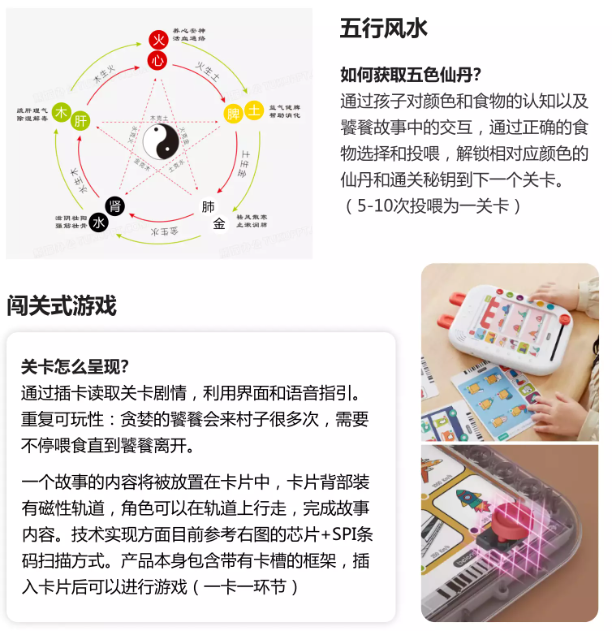 五行风水
如何获取五色仙丹?
通过孩子对颜色和食物的认知以及
饕餮故事中的交互，通过正确的食
物选择和投喂，解锁相对应颜色的
仙丹和通关秘钥到下一个关卡。
（5-10次投喂为一关卡）
养心安神
活血通络
火
心
木生火
火生土
疏肝理气
除湿解毒
木
肝
脾
土
益气健脾
帮助消化
木克土
水生木
土生金
滋阴壮阳
强筋壮骨
肾
水
肺
金
金生水
止嗽润肺
闯关式游戏
关卡怎么呈现?
通过插卡读取关卡剧情，利用界面和语音指引。
重复可玩性：贪婪的饕餮会来村子很多次，需要
不停喂食直到饕餮离开。
一个故事的内容将被放置在卡片中，卡片背部装
有磁性轨道，角色可以在轨道上行走，完成故事
内容。技术实现方面目前参考右图的芯片+SPI条
码扫描方式。产品本身包含带有卡槽的框架，插
入卡片后可以进行游戏（一卡一环节）